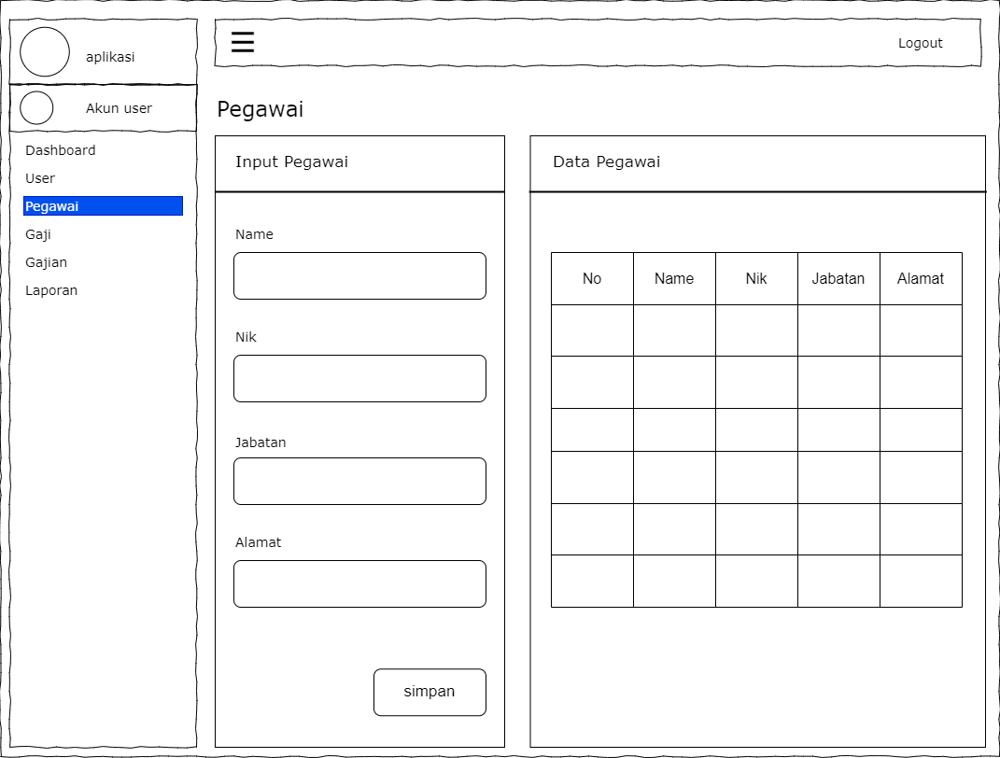 aplikasi
Akun user
Dashboard
User
Pegawai
Gaji
Gajian
Laporan
Logout
Pegawai
Input Pegawai
Name
Nik
Jabatan
Alamat
simpan
Data Pegawai
No Name Nik Jabatan Alamat